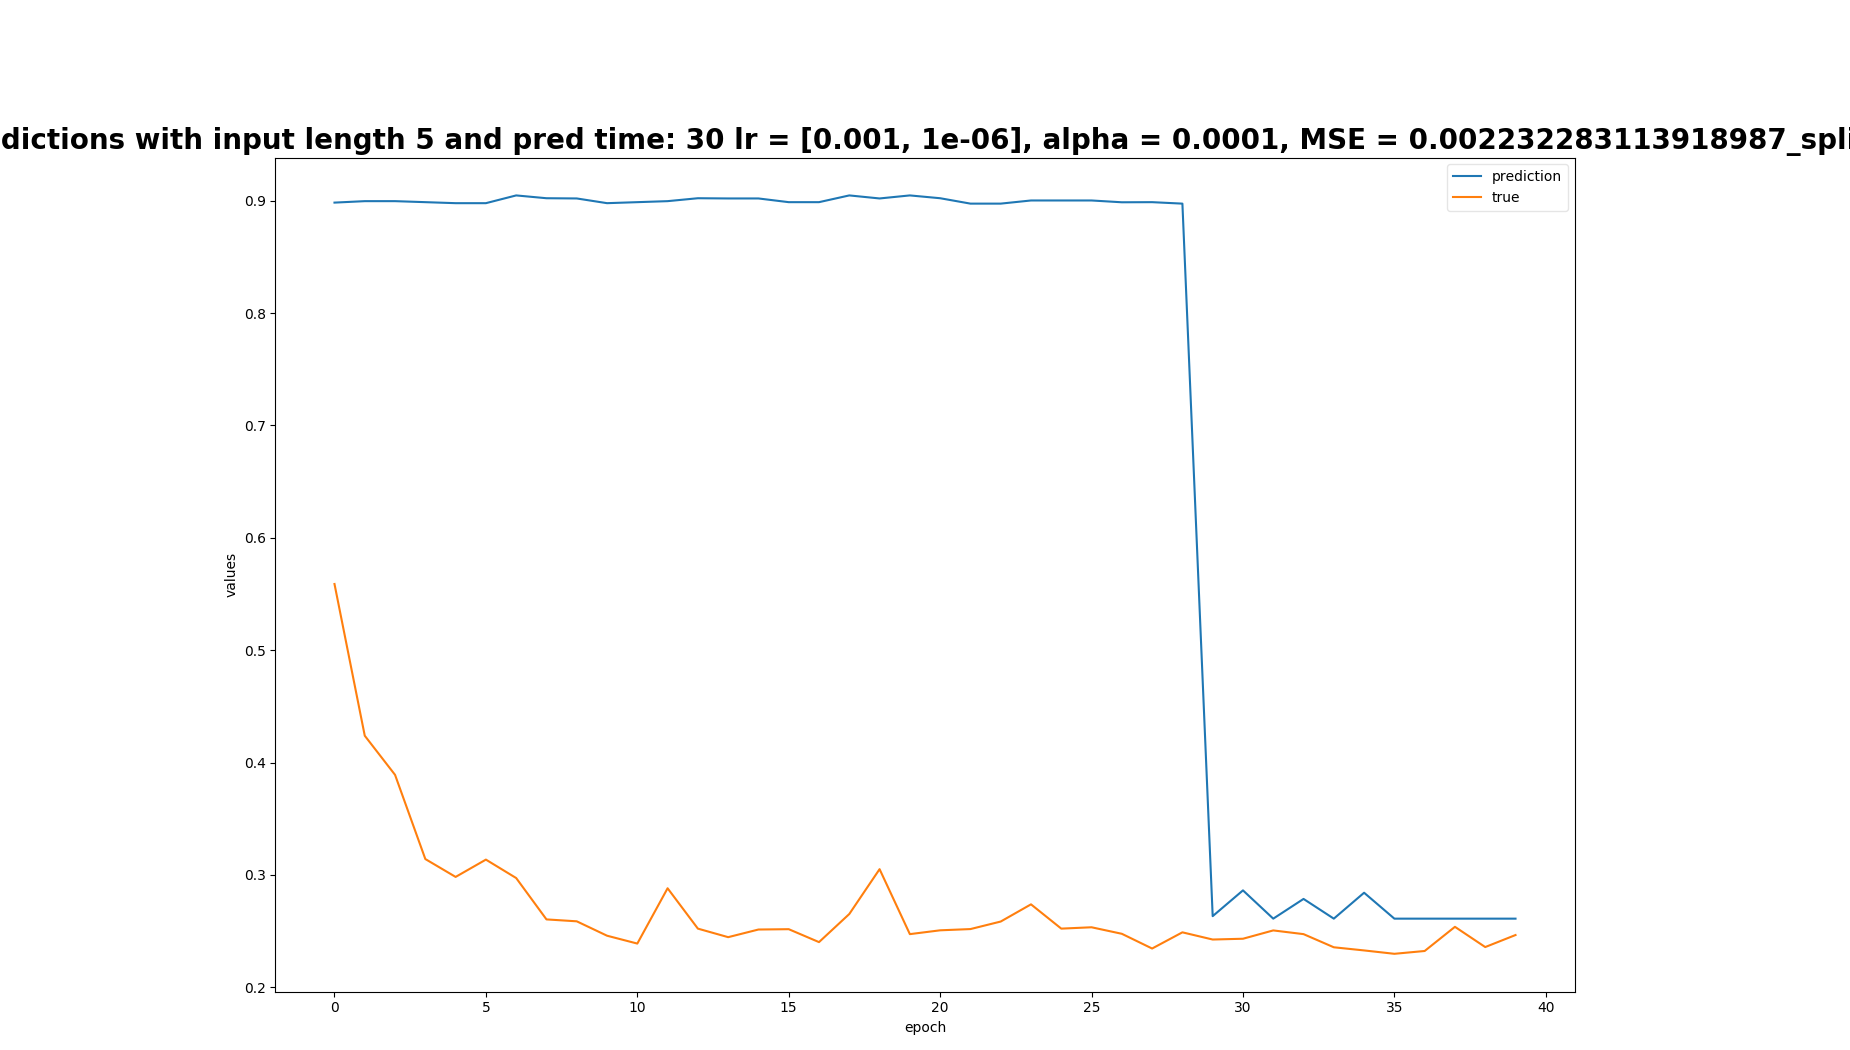 dictions with input length 5 and pred time: 30 lr = [0.001, 1e-06], alpha = 0.0001, MSE = 0.002232283113918987_spli
prediction
true
0.9
0.8
0.7
0.6
0.5
0.4
0.3
0.2
values
0 5 10 15 20 25 30 35 40
epoch